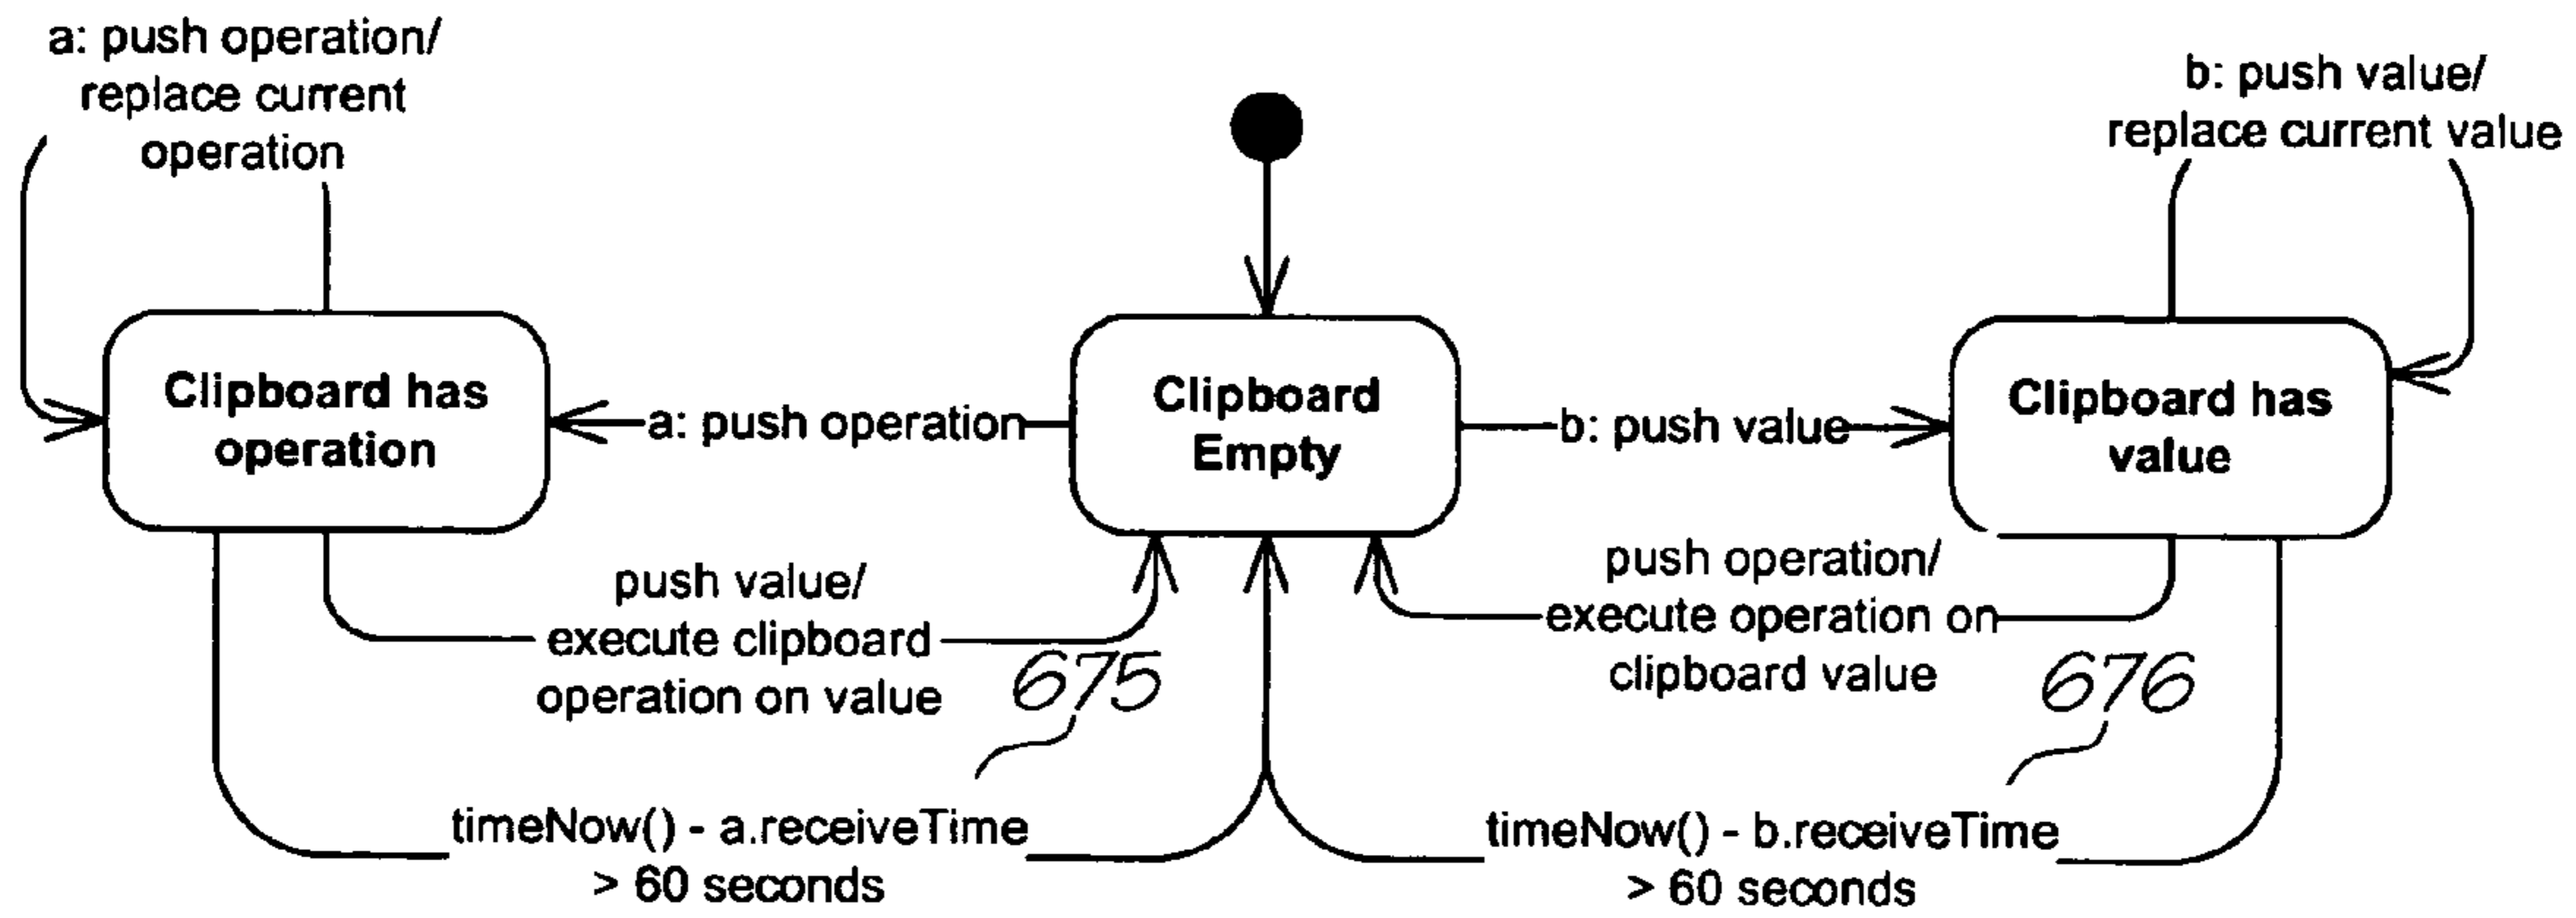 a: push operation/
replace current
operation
b: push value/
replace current value
Clipboard has
operation
a: push operation
Clipboard
Empty
b: push value
Clipboard has
value
push value/
execute clipboard
operation on value
675
push operation/
execute operation on
clipboard value
676
timeNow() - a.receiveTime
> 60 seconds
timeNow() - b.receiveTime
> 60 seconds